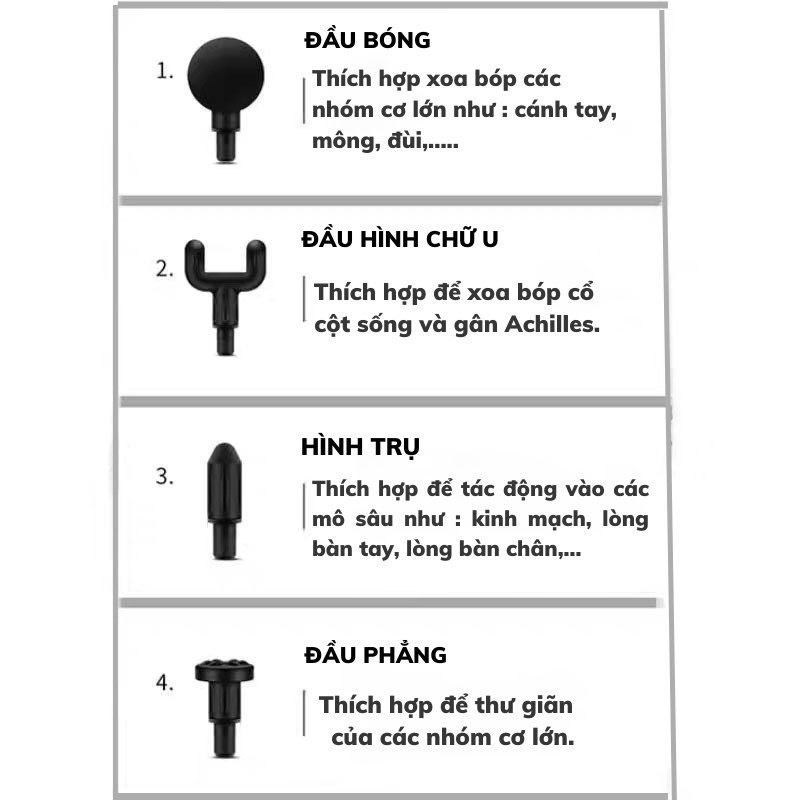 1.
ĐẦU BÓNG
Thích hợp xoa bóp các
nhóm cơ lớn như : cánh tay,
mông, đùi,.....
2.
ĐẦU HÌNH CHỮ U
Thích hợp để xoa bóp cổ
cột sống và gân Achilles.
3.
HÌNH TRỤ
Thích hợp để tác động vào các
mô sâu như : kinh mạch, lòng
bàn tay, lòng bàn chân,...
4.
ĐẦU PHẲNG
Thích hợp để thư giãn
của các nhóm cơ lớn.